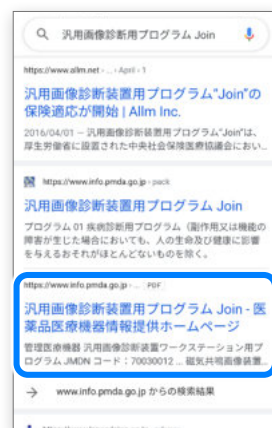 汎用画像診断用プログラム Join
https://www.allm.net › ... › April - 1
汎用画像診断装置用プログラム"Join"の
保険適応が開始 | Allm Inc.
2016/04/01 — 汎用画像診断装置用プログラム"Join"は、
厚生労働省に設置された中央社会保険医療協議会におい...
https://www.info.pmda.go.jp › pack
汎用画像診断装置用プログラム Join
プログラム 01 疾病診断用プログラム（副作用又は機能の
障害が生じた場合においても、人の生命及び健康に影響
を与えるおそれがほとんどないものを除く。
https://www.info.pmda.go.jp › ... PDF
汎用画像診断装置用プログラム Join - 医
薬品医療機器情報提供ホームページ
管理医療機器 汎用画像診断装置ワークステーション用プ
ログラム JMDN コード：70030012 ... 磁気共鳴画像装置...
www.info.pmda.go.jp からの検索結果